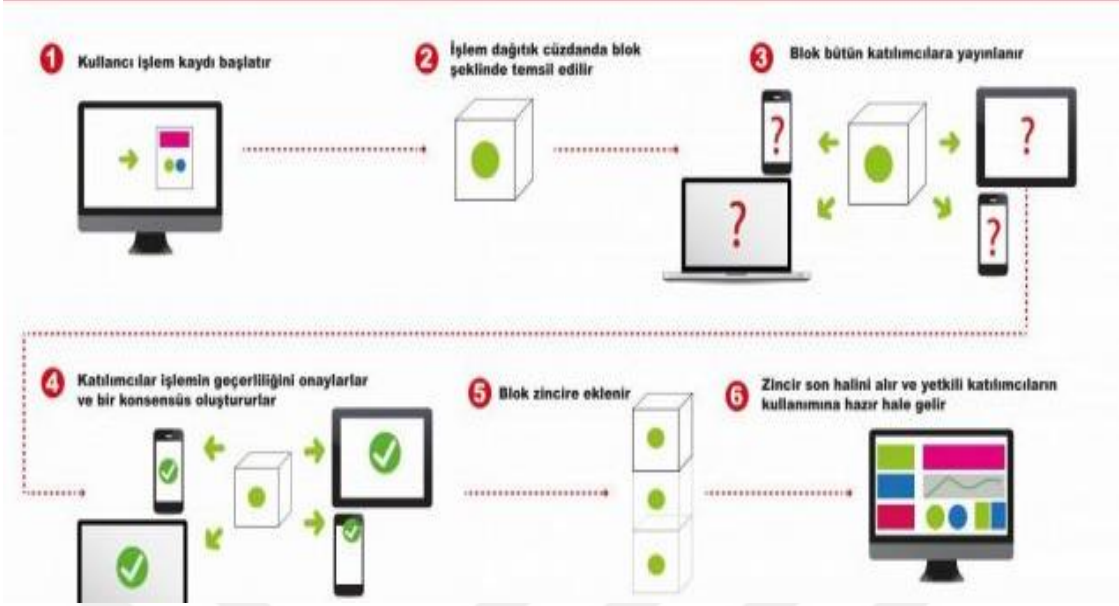 1 Kullancı işlem kaydı başlatır
2 İşlem dağıtık cüzdanda blok
şeklinde temsil edilir
3 Blok bütün katılımcılara yayınlanır
?
?
?
?
4 Katılımcılar işlemin geçerliliğini onaylarlar
ve bir konsensüs oluştururlar
5 Blok zincire eklenir
6 Zincir son halini alır ve yetkili katılımcıların
kullanımına hazır hale gelir